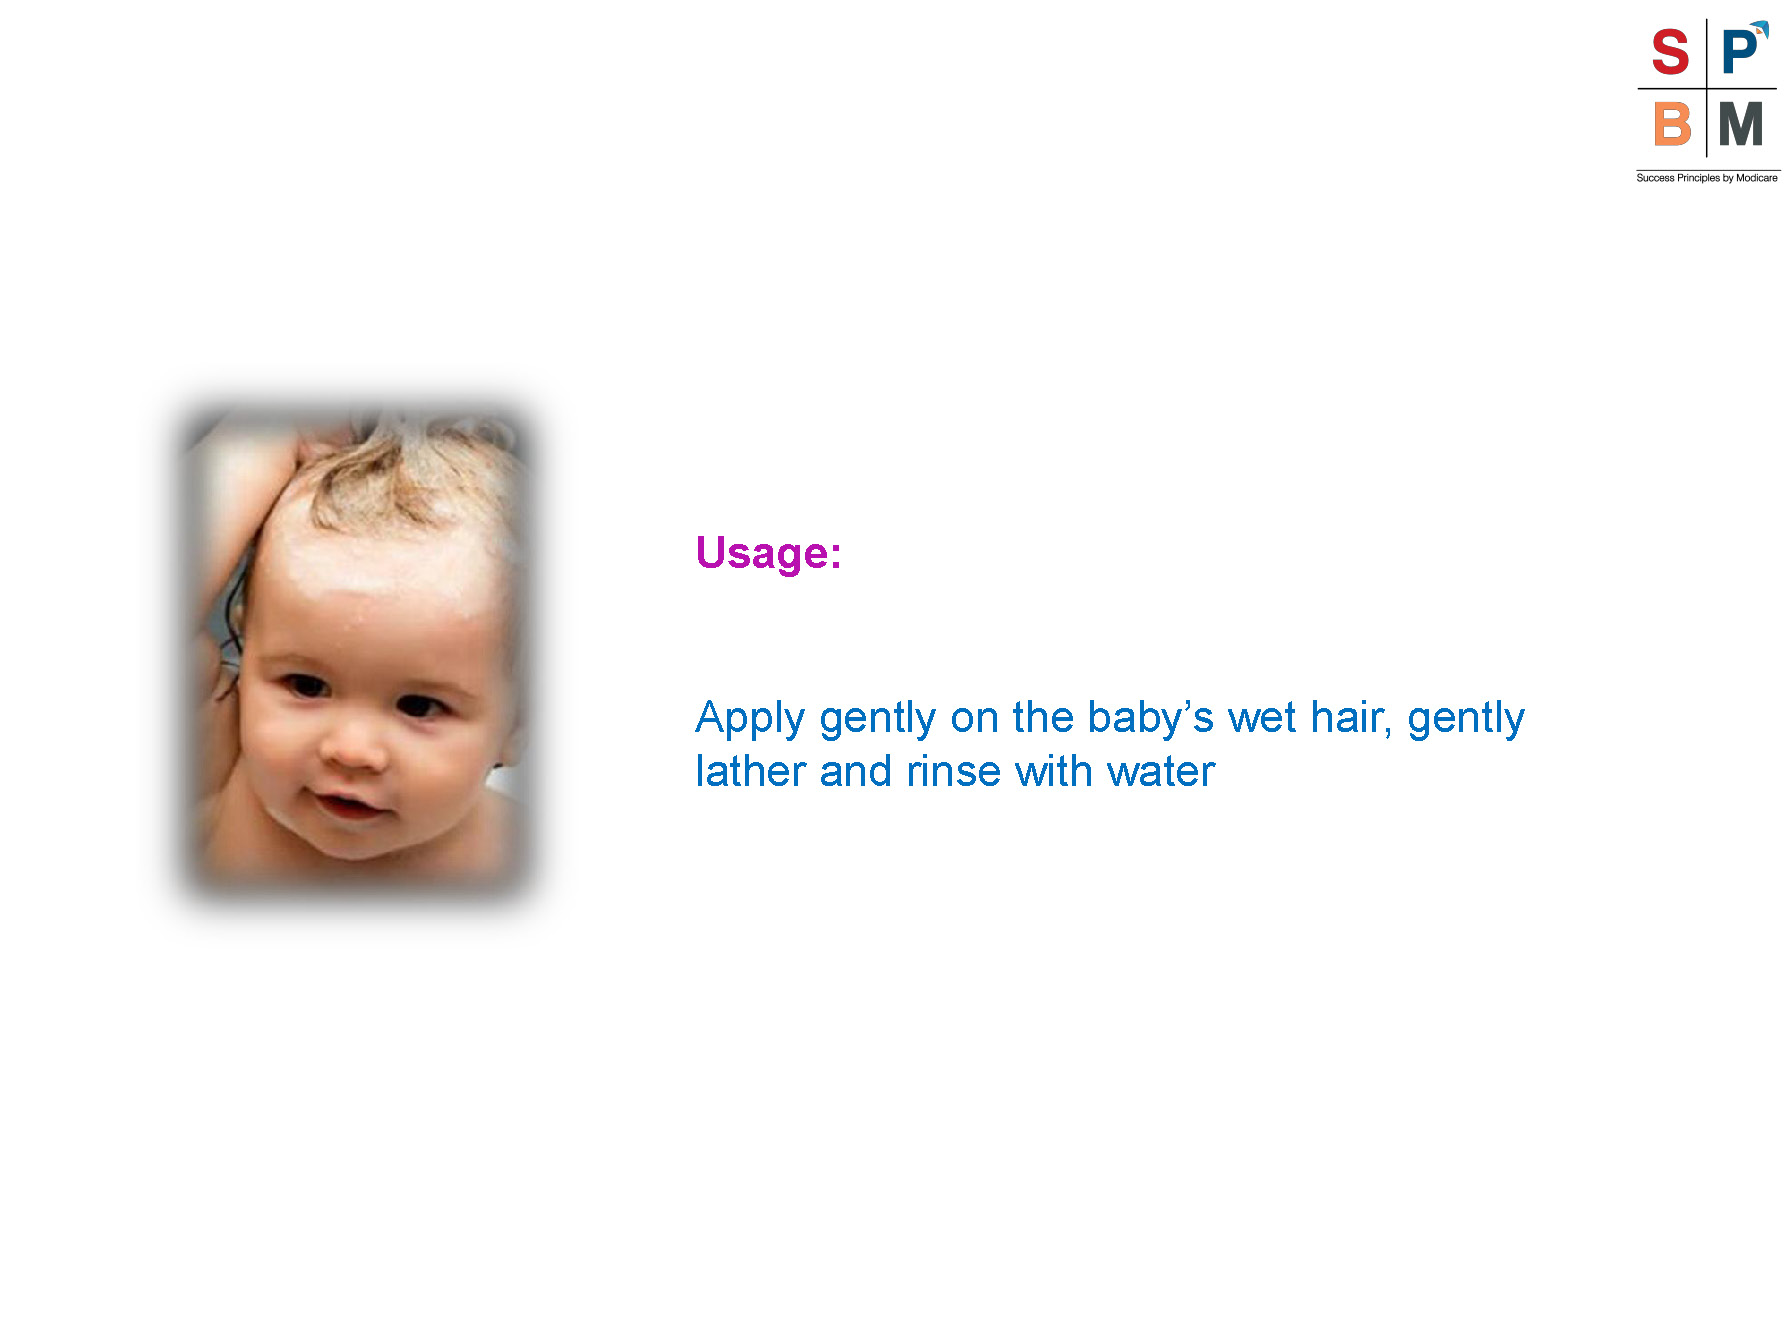 S P
B M
Success Principles by Modicare
Usage:
Apply gently on the baby’s wet hair, gently
lather and rinse with water